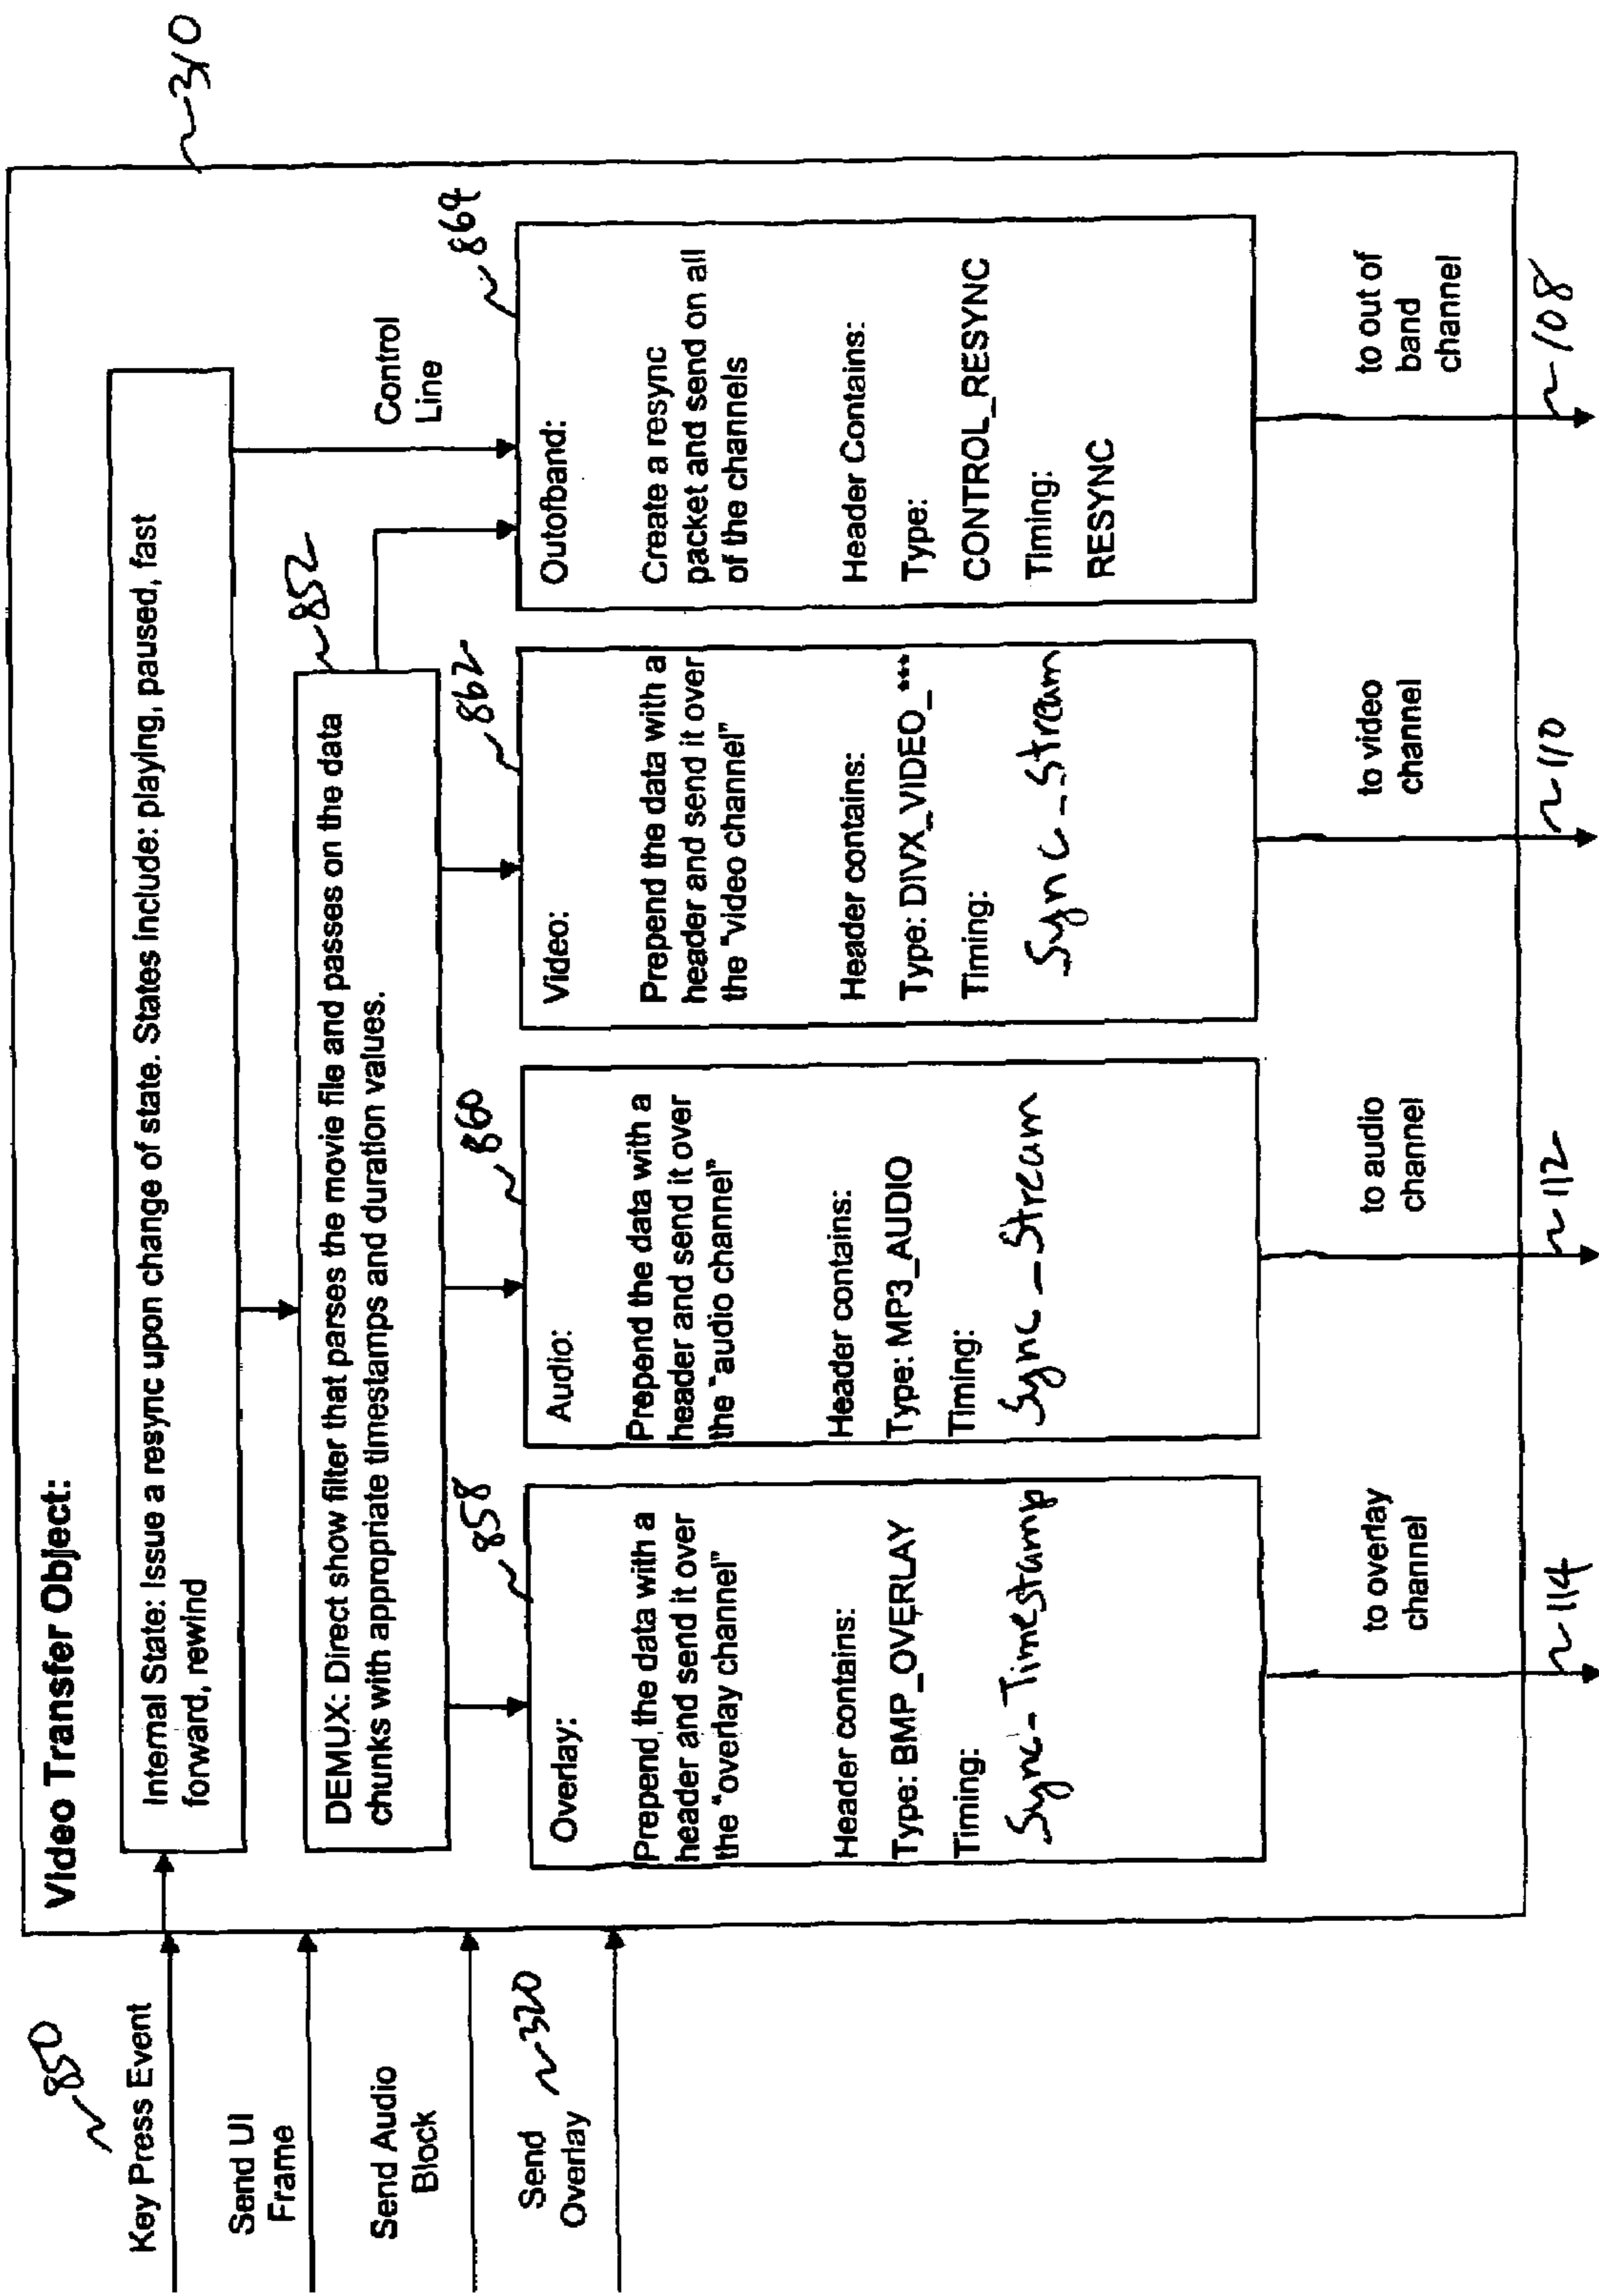 310
Video Transfer Object:
850
Key Press Event
Send UI
Frame
Send Audio
Block
Send
Overlay
320
Internal State: Issue a resync upon change of state. States include: playing, paused, fast
forward, rewind
852
DEMUX: Direct show filter that parses the movie file and passes on the data
chunks with appropriate timestamps and duration values.
Control
Line
858
Overlay:
Prepend the data with a
header and send it over
the "overlay channel"
Header contains:
Type: BMP_OVERLAY
Timing:
Sync-Timestamp
860
Audio:
Prepend the data with a
header and send it over
the "audio channel"
Header contains:
Type: MP3_AUDIO
Timing:
Sync-Stream
862
Video:
Prepend the data with a
header and send it over
the "video channel"
Header contains:
Type: DIVX_VIDEO_***
Timing:
Sync-Stream
864
Outofband:
Create a resync
packet and send on all
of the channels
Header Contains:
Type:
CONTROL_RESYNC
Timing:
RESYNC
to overlay
channel
114
to audio
channel
112
to video
channel
110
to out of
band
channel
108